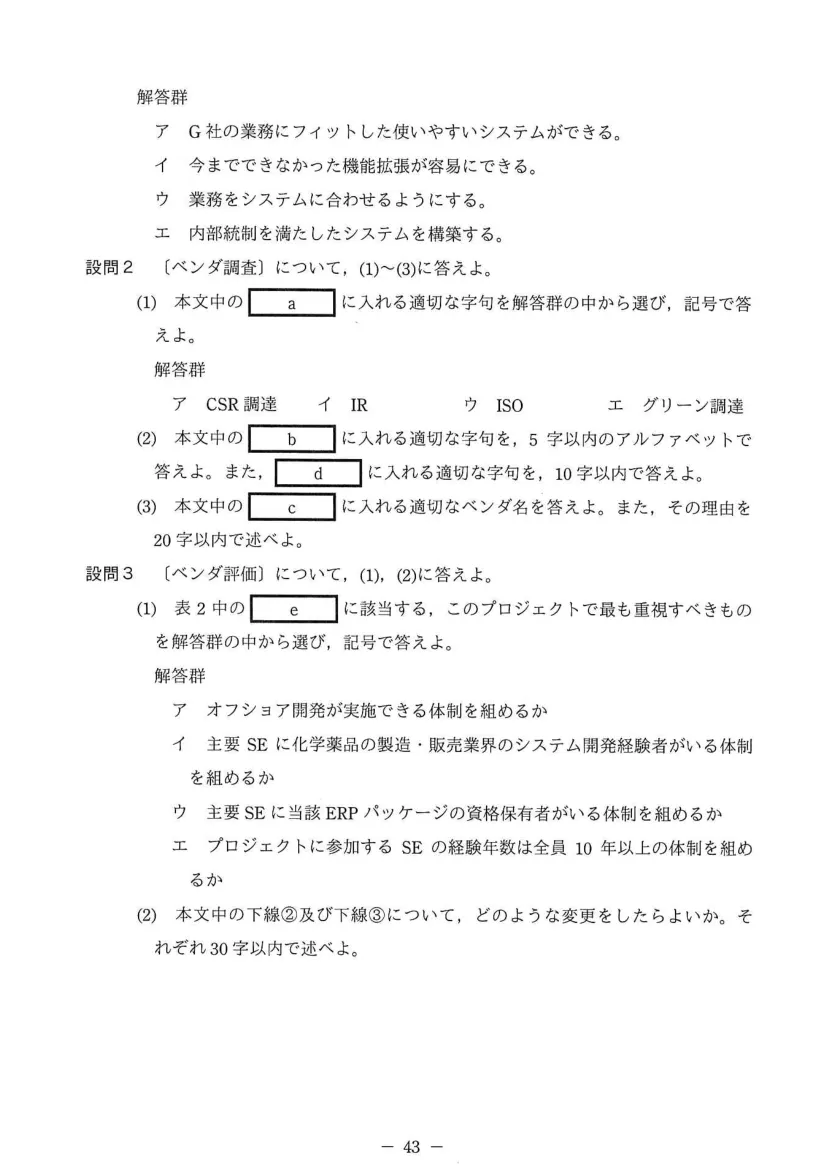 解答群
ア G社の業務にフィットした使いやすいシステムができる。
イ 今までできなかった機能拡張が容易にできる。
ウ 業務をシステムに合わせるようにする。
エ 内部統制を満たしたシステムを構築する。
設問2 〔ベンダ調査〕について，(1)～(3)に答えよ。
(1) 本文中の a に入れる適切な字句を解答群の中から選び，記号で答
えよ。
解答群
ア CSR調達 イ IR ウ ISO エ グリーン調達
(2) 本文中の b に入れる適切な字句を，5 字以内のアルファベットで
答えよ。また， d に入れる適切な字句を，10字以内で答えよ。
(3) 本文中の c に入れる適切なベンダ名を答えよ。また，その理由を
20字以内で述べよ。
設問3 〔ベンダ評価〕について，(1)，(2)に答えよ。
(1) 表2中の e に該当する，このプロジェクトで最も重視すべきもの
を解答群の中から選び，記号で答えよ。
解答群
ア オフショア開発が実施できる体制を組めるか
イ 主要 SE に化学薬品の製造・販売業界のシステム開発経験者がいる体制
を組めるか
ウ 主要SEに当該ERPパッケージの資格保有者がいる体制を組めるか
エ プロジェクトに参加する SE の経験年数は全員 10 年以上の体制を組め
るか
(2) 本文中の下線②及び下線③について，どのような変更をしたらよいか。そ
れぞれ30字以内で述べよ。
－ 43 －